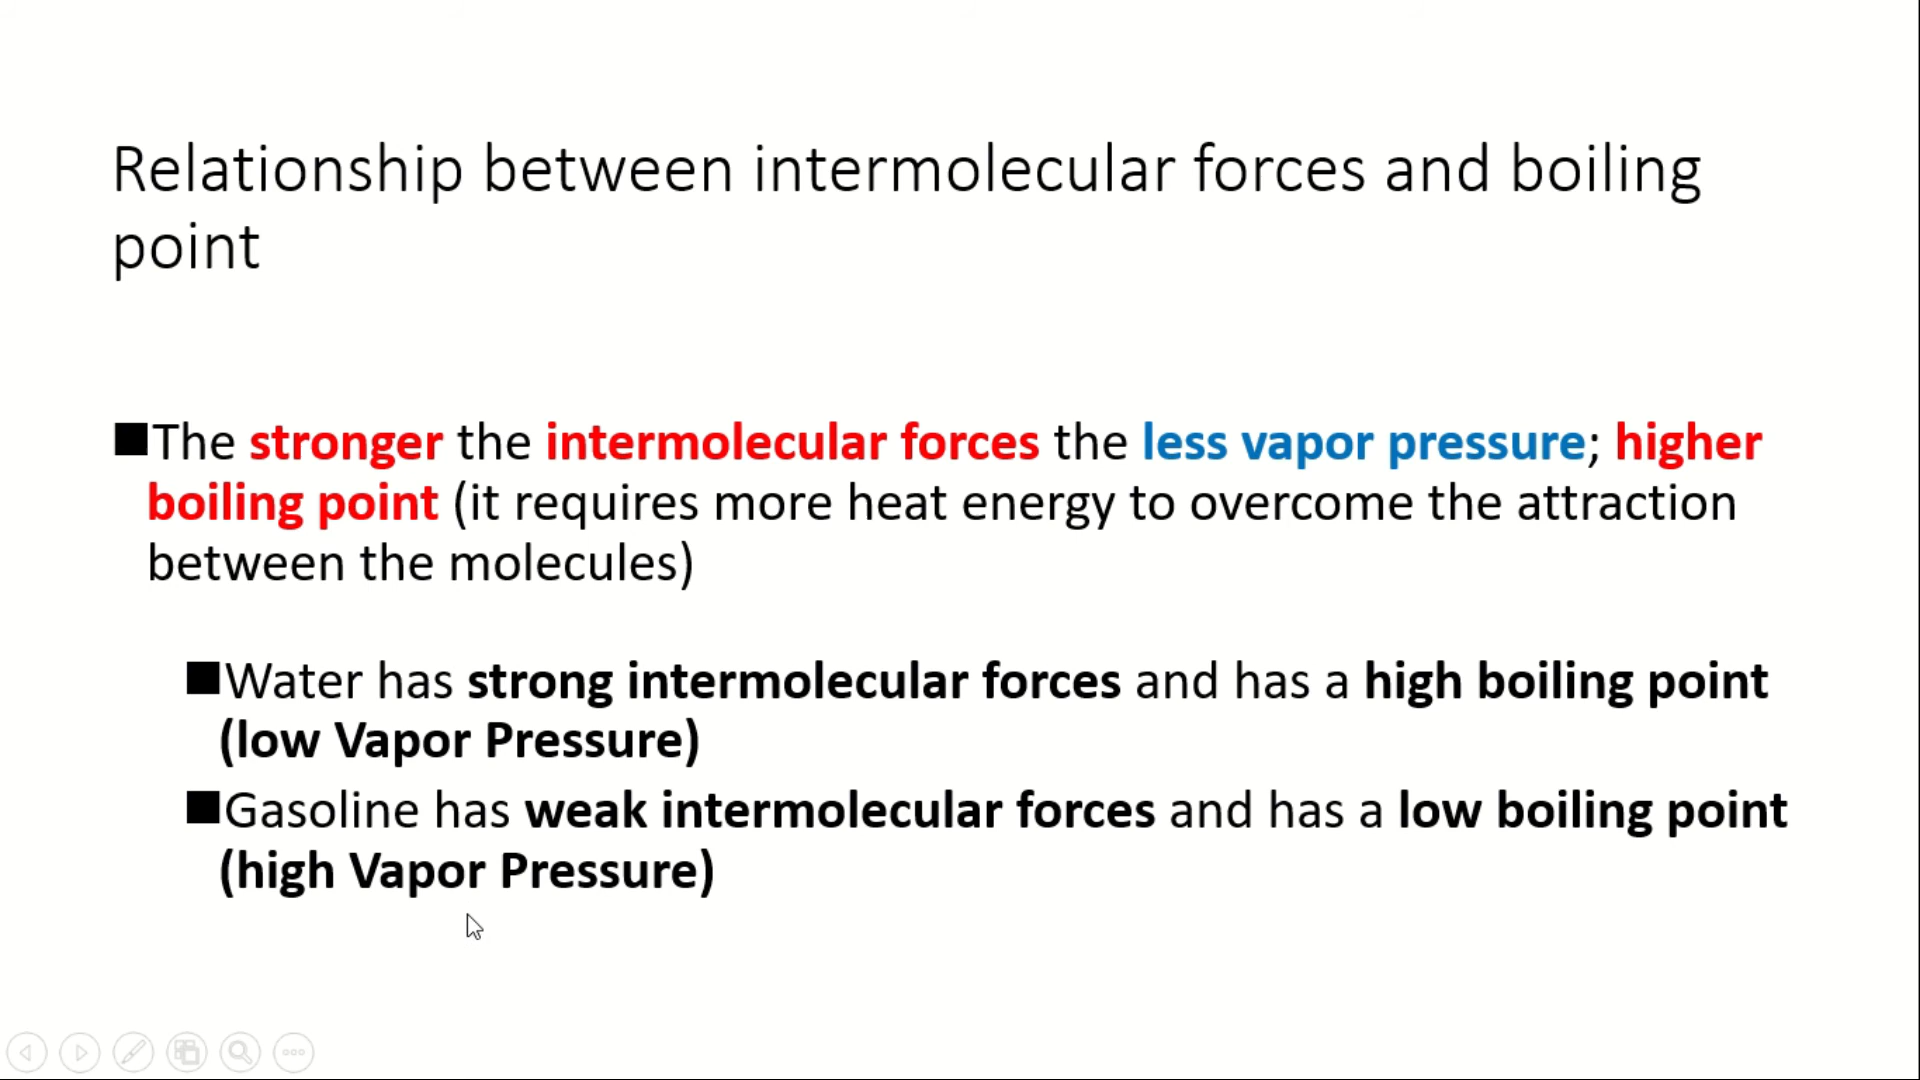 Relationship between intermolecular forces and boiling
point
■The stronger the intermolecular forces the less vapor pressure; higher
boiling point (it requires more heat energy to overcome the attraction
between the molecules)
■Water has strong intermolecular forces and has a high boiling point
(low Vapor Pressure)
■Gasoline has weak intermolecular forces and has a low boiling point
(high Vapor Pressure)